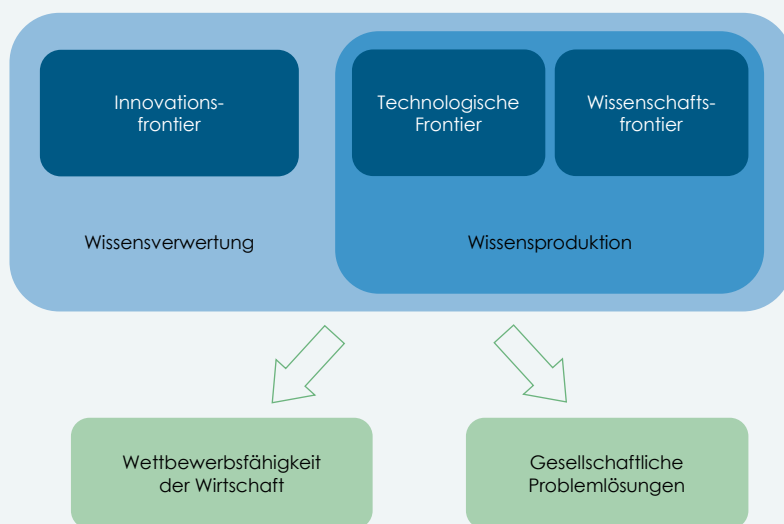 Innovations-
frontier
Technologische
Frontier
Wissenschafts-
frontier
Wissensverwertung
Wissensproduktion
Wettbewerbsfähigkeit
der Wirtschaft
Gesellschaftliche
Problemlösungen